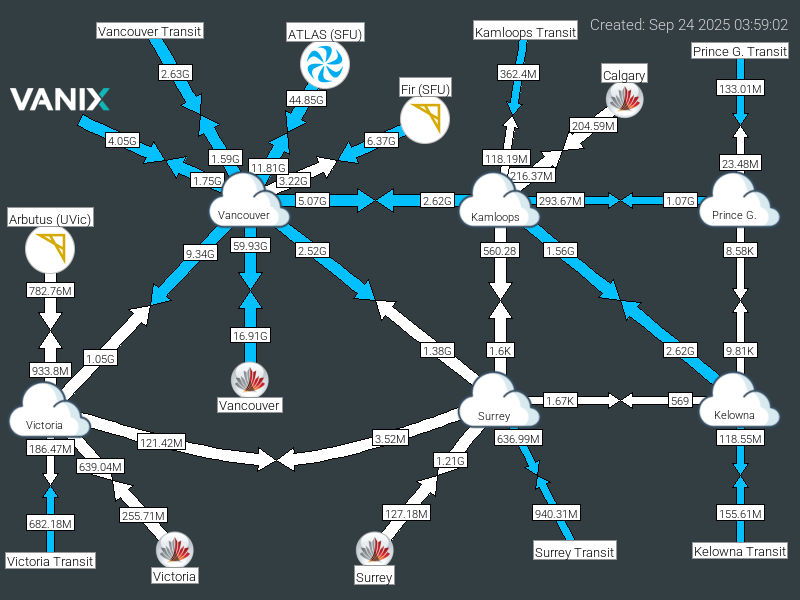 Created: Sep 24 2025 03:59:02
Vancouver Transit
ATLAS (SFU)
Kamloops Transit
Prince G. Transit
2.63G
362.4M
Calgary
133.01M
VANIX
44.85G
Fir (SFU)
204.59M
4.05G
6.37G
1.59G
11.81G
118.19M
23.48M
1.75G
3.22G
216.37M
5.07G
2.62G
293.67M
1.07G
Vancouver
Kamloops
Prince G.
Arbutus (UVic)
9.34G
59.93G
2.52G
560.28
1.56G
8.58K
782.76M
16.91G
1.05G
1.38G
1.6K
2.62G
9.81K
933.8M
Vancouver
1.67K
569
Victoria
Surrey
Kelowna
186.47M
121.42M
3.52M
636.99M
118.55M
639.04M
1.21G
682.18M
255.71M
127.18M
940.31M
155.61M
Victoria Transit
Victoria
Surrey
Surrey Transit
Kelowna Transit